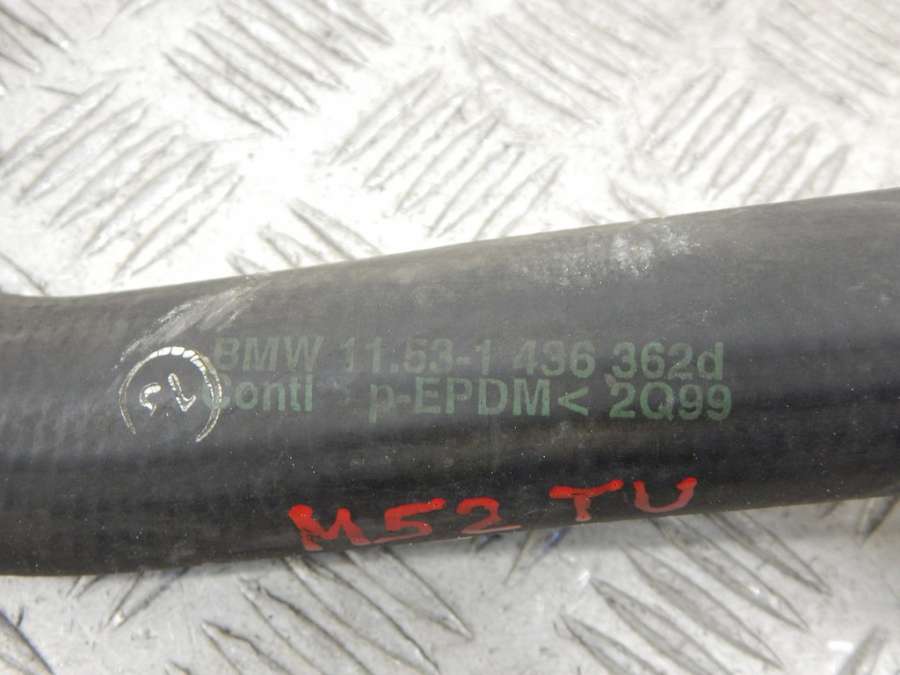 BMW 11.53-1 436 362d
Conti p-EPDM < 2Q99
M52 TU